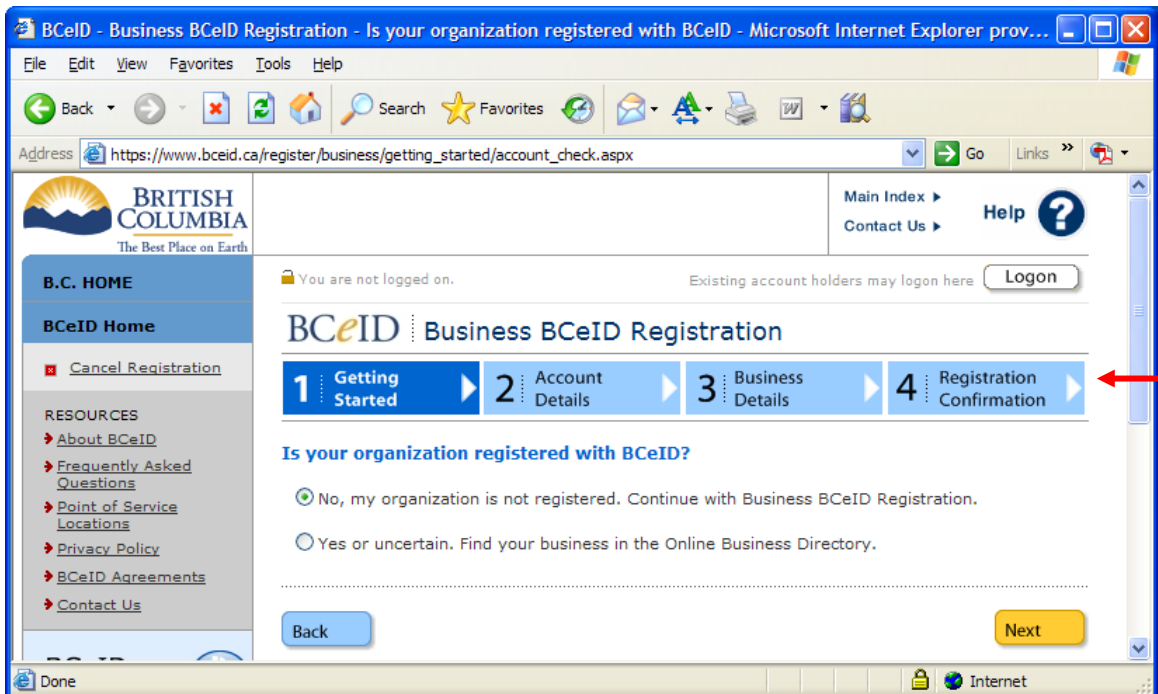 BCeID - Business BCeID Registration - Is your organization registered with BCeID - Microsoft Internet Explorer prov...
File Edit View Favorites Tools Help
Back Search Favorites
Address https://www.bceid.ca/register/business/getting_started/account_check.aspx Go Links »
BRITISH
COLUMBIA
The Best Place on Earth
Main Index
Contact Us
Help ?
B.C. HOME
BCeID Home
Cancel Registration
RESOURCES
About BCeID
Frequently Asked
Questions
Point of Service
Locations
Privacy Policy
BCeID Agreements
Contact Us
You are not logged on. Existing account holders may logon here Logon
BCeID Business BCeID Registration
1 Getting
Started
2 Account
Details
3 Business
Details
4 Registration
Confirmation
Is your organization registered with BCeID?
No, my organization is not registered. Continue with Business BCeID Registration.
Yes or uncertain. Find your business in the Online Business Directory.
Back Next
Done Internet